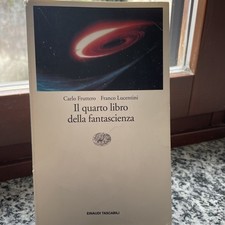 Carlo Fruttero Franco Lucentini
Il quarto libro
della fantascienza
EINAUDI TASCABILI